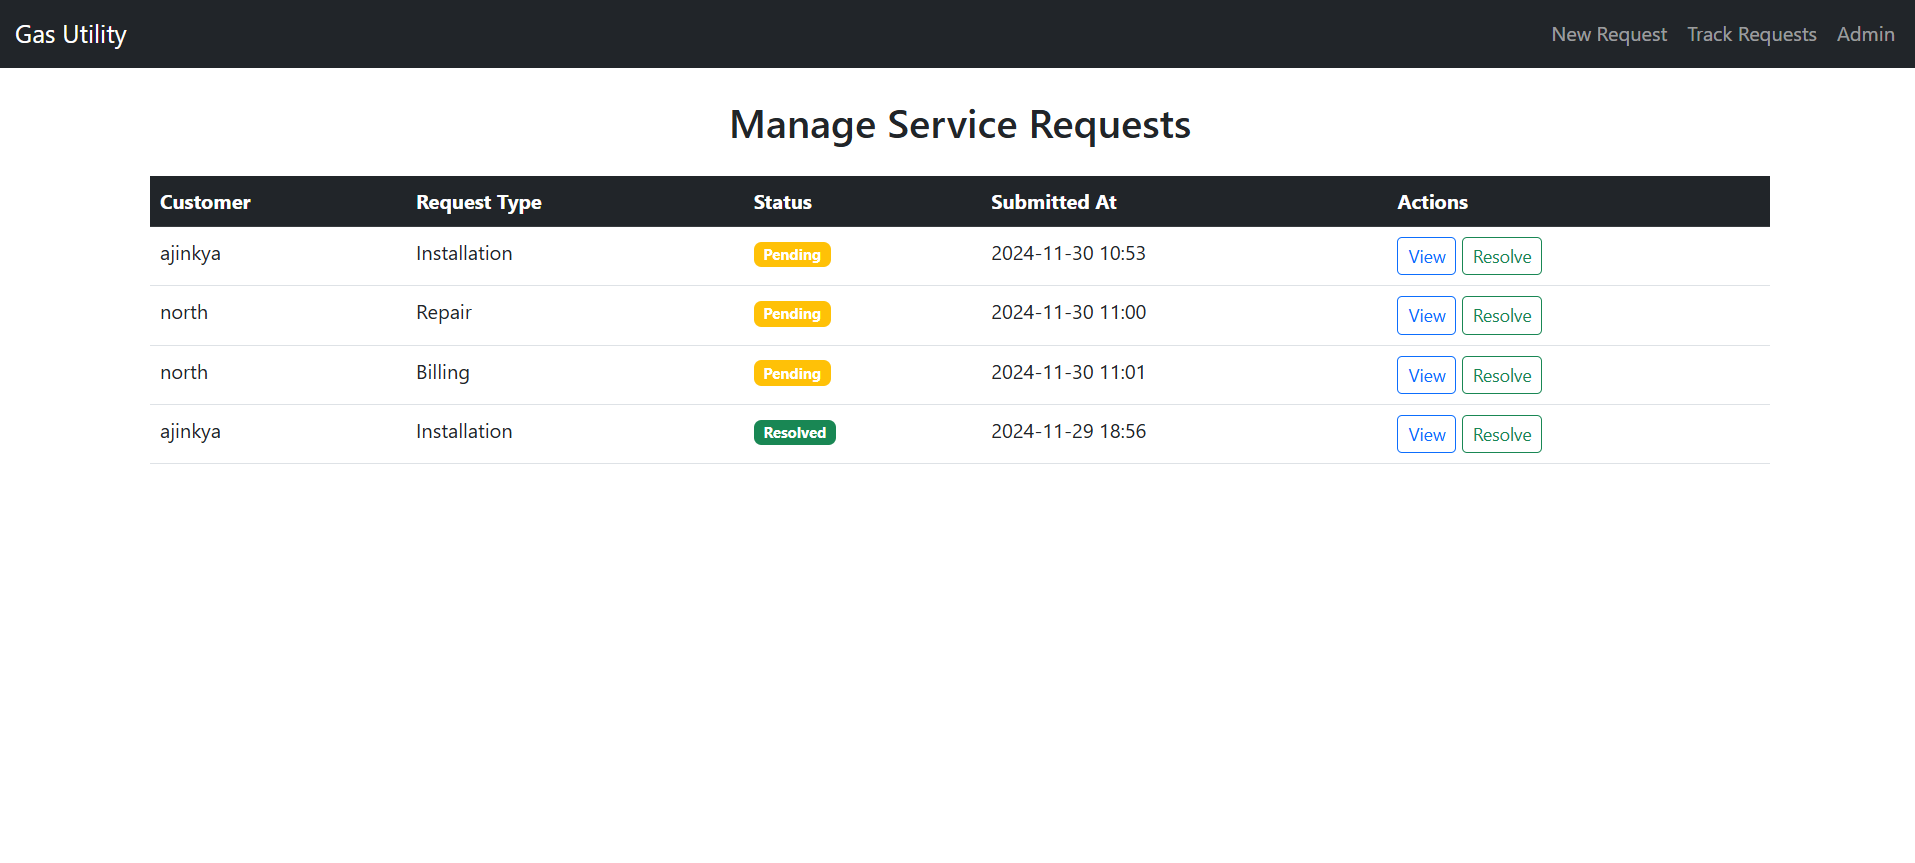 Gas Utility New Request Track Requests Admin
Manage Service Requests
Customer Request Type Status Submitted At Actions
ajinkya Installation Pending 2024-11-30 10:53 View Resolve
north Repair Pending 2024-11-30 11:00 View Resolve
north Billing Pending 2024-11-30 11:01 View Resolve
ajinkya Installation Resolved 2024-11-29 18:56 View Resolve